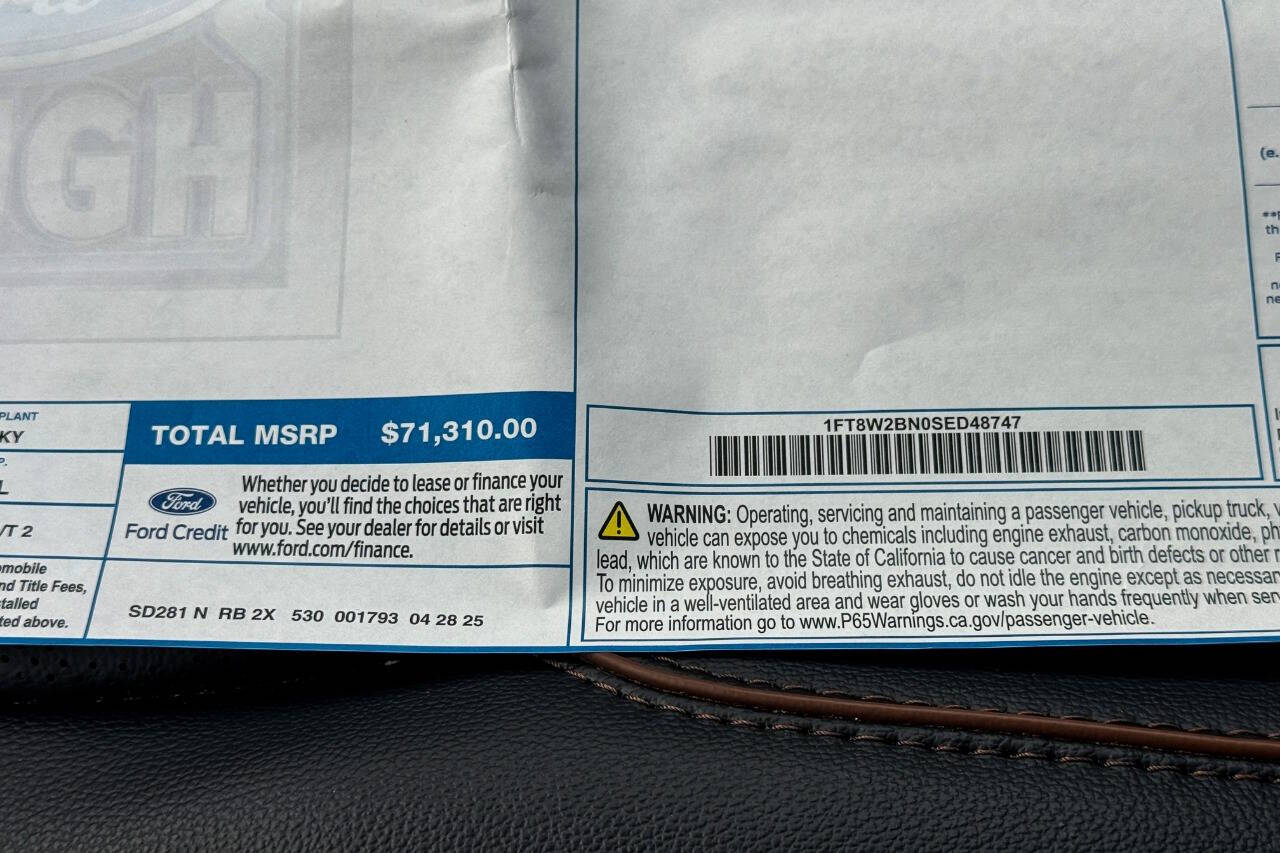 UGH
PLANT
KY
TOTAL MSRP $71,310.00
/T 2
Ford
Ford Credit
Whether you decide to lease or finance your
vehicle, you'll find the choices that are right
for you. See your dealer for details or visit
www.ford.com/finance.
omobile
nd Title Fees,
stalled
ted above.
SD281 N RB 2X 530 001793 04 28 25
1FT8W2BN0SED48747
WARNING: Operating, servicing and maintaining a passenger vehicle, pickup truck, v
vehicle can expose you to chemicals including engine exhaust, carbon monoxide, ph
lead, which are known to the State of California to cause cancer and birth defects or other r
To minimize exposure, avoid breathing exhaust, do not idle the engine except as necessar
vehicle in a well-ventilated area and wear gloves or wash your hands frequently when ser
For more information go to www.P65Warnings.ca.gov/passenger-vehicle.
(e.
th
ne